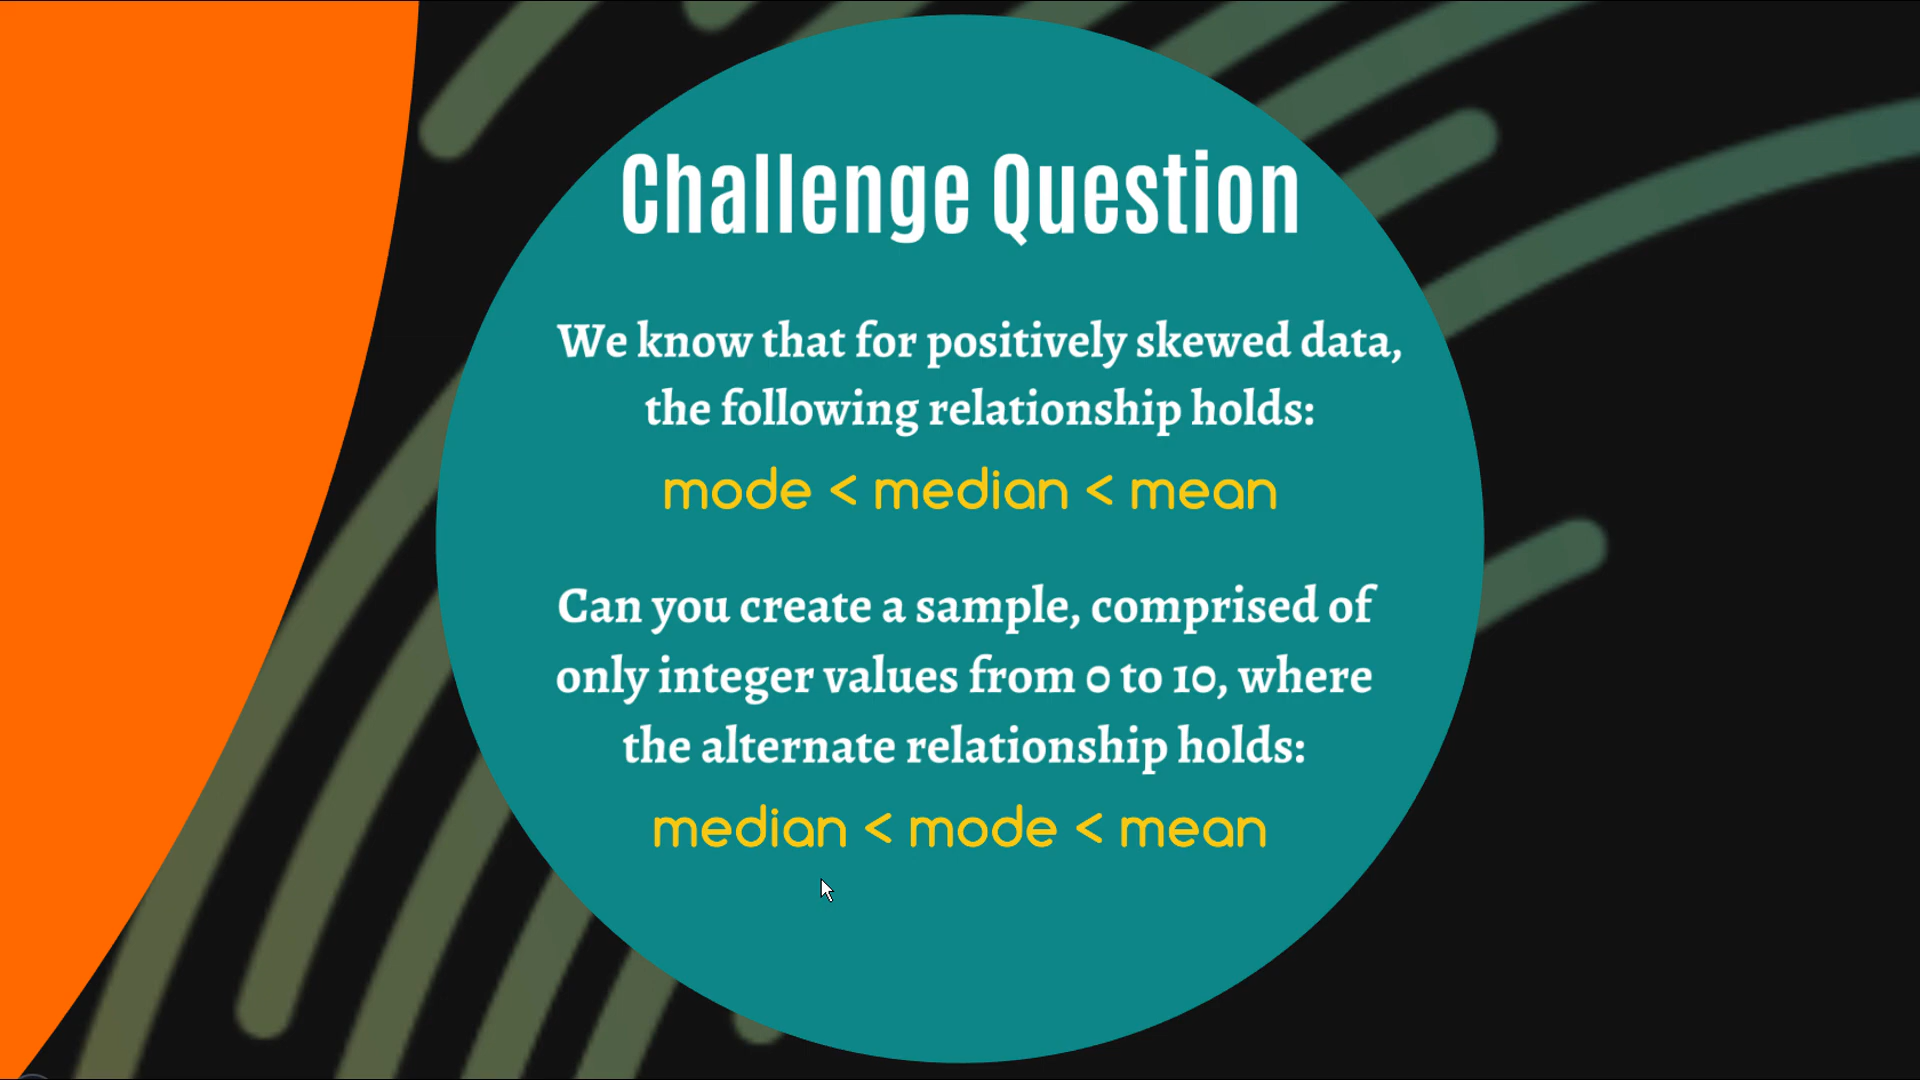 Challenge Question
We know that for positively skewed data,
the following relationship holds:
mode < median < mean
Can you create a sample, comprised of
only integer values from 0 to 10, where
the alternate relationship holds:
median < mode < mean